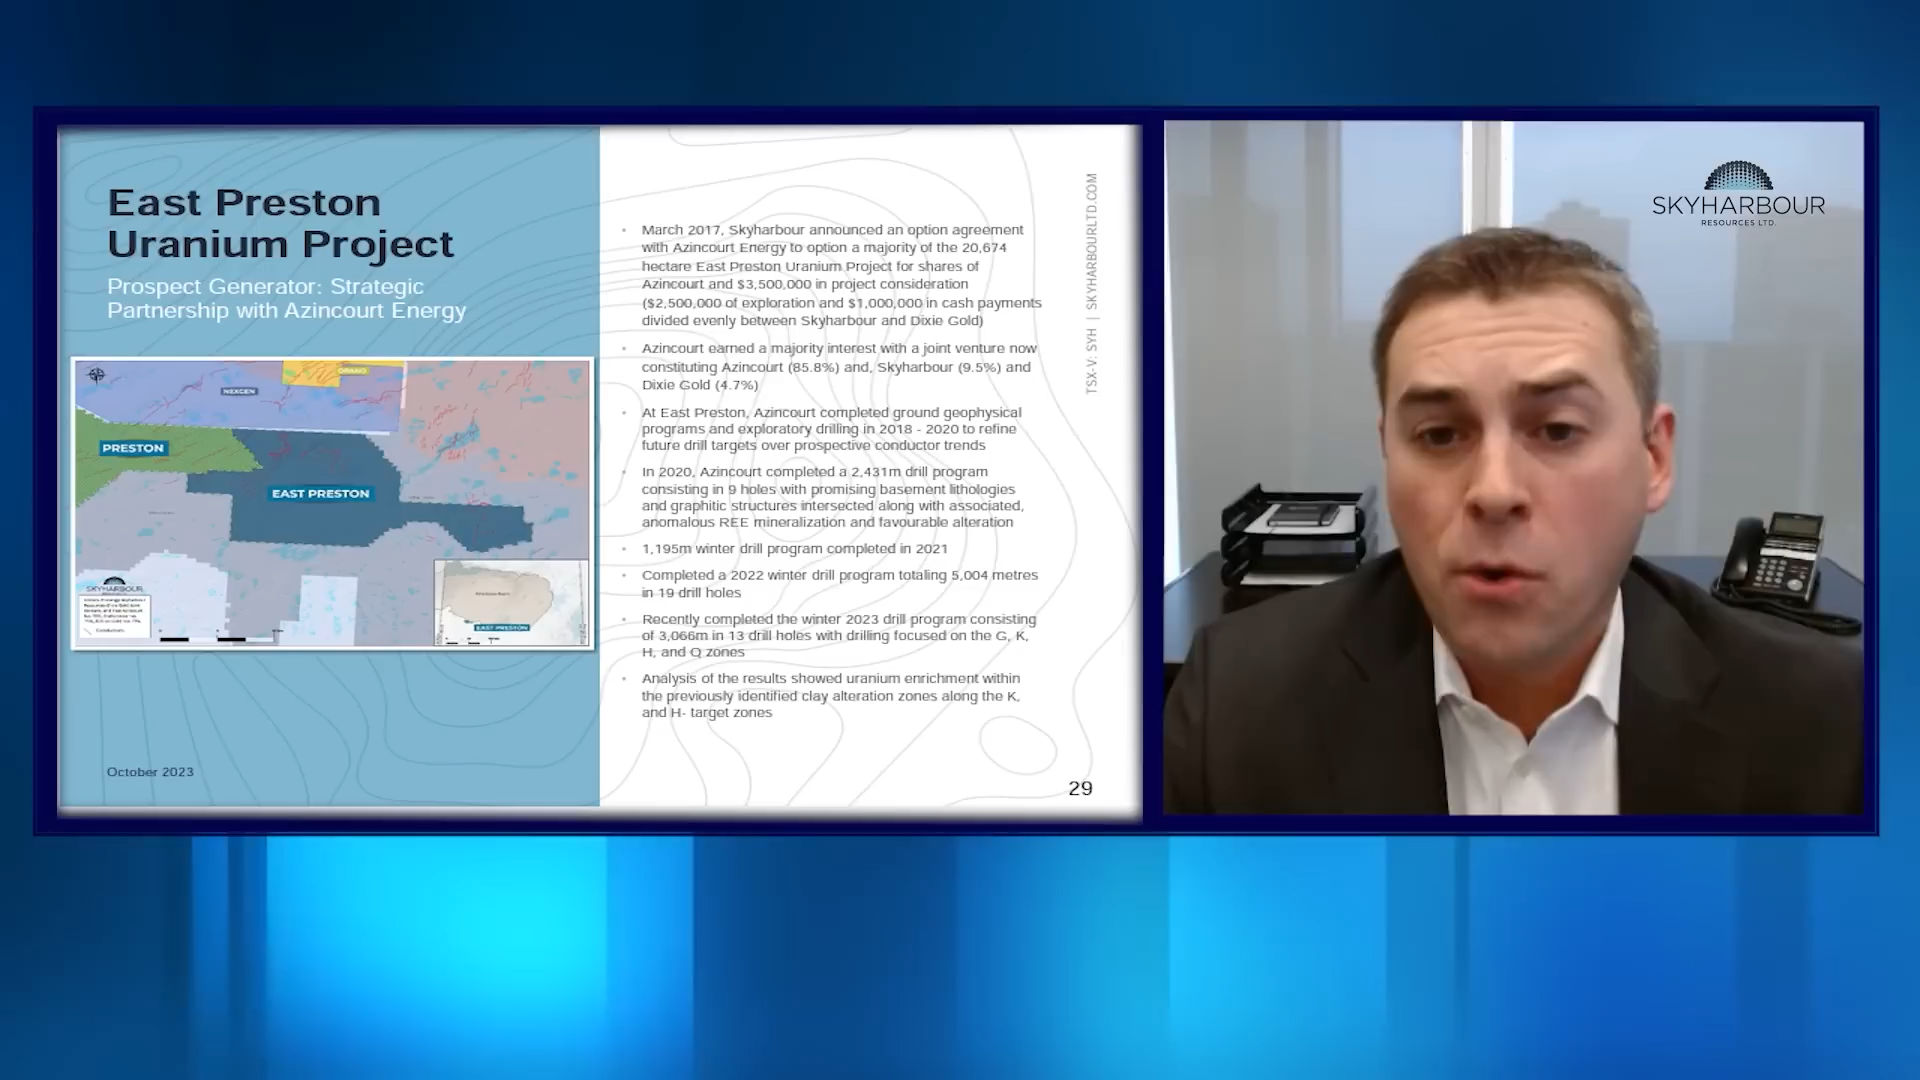 East Preston
Uranium Project
Prospect Generator: Strategic
Partnership with Azincourt Energy
NEXGEN
ORANO
PRESTON
EAST PRESTON
SKYHARBOUR
EAST PRESTON
October 2023
• March 2017, Skyharbour announced an option agreement
with Azincourt Energy to option a majority of the 20,674
hectare East Preston Uranium Project for shares of
Azincourt and $3,500,000 in project consideration
($2,500,000 of exploration and $1,000,000 in cash payments
divided evenly between Skyharbour and Dixie Gold)
• Azincourt earned a majority interest with a joint venture now
constituting Azincourt (85.8%) and, Skyharbour (9.5%) and
Dixie Gold (4.7%)
• At East Preston, Azincourt completed ground geophysical
programs and exploratory drilling in 2018 - 2020 to refine
future drill targets over prospective conductor trends
• In 2020, Azincourt completed a 2,431m drill program
consisting in 9 holes with promising basement lithologies
and graphitic structures intersected along with associated,
anomalous REE mineralization and favourable alteration
• 1,195m winter drill program completed in 2021
• Completed a 2022 winter drill program totaling 5,004 metres
in 19 drill holes
• Recently completed the winter 2023 drill program consisting
of 3,066m in 13 drill holes with drilling focused on the G, K,
H, and Q zones
• Analysis of the results showed uranium enrichment within
the previously identified clay alteration zones along the K,
and H- target zones
TSX-V: SYH | SKYHARBOURLTD.COM
29
SKYHARBOUR
RESOURCES LTD.